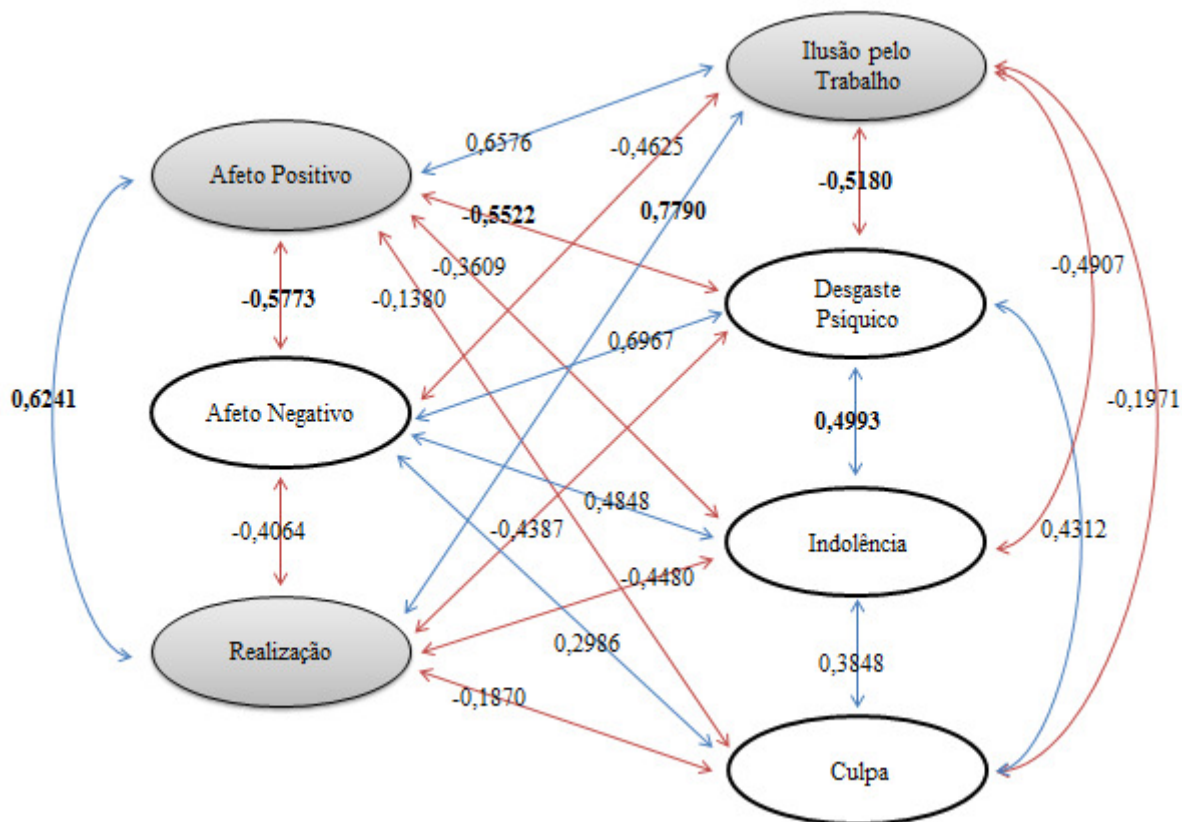 Ilusão pelo
Trabalho
0,6576
-0,4625
Afeto Positivo
-0,5180
-0,5522
0,7790
-0,4907
-0,3609
-0,1380
Desgaste
Psíquico
-0,5773
0,6967
0,6241
Afeto Negativo
0,4993
-0,1971
0,4848
-0,4064
-0,4387
Indolência
0,4312
-0,4480
Realização
0,2986
0,3848
-0,1870
Culpa